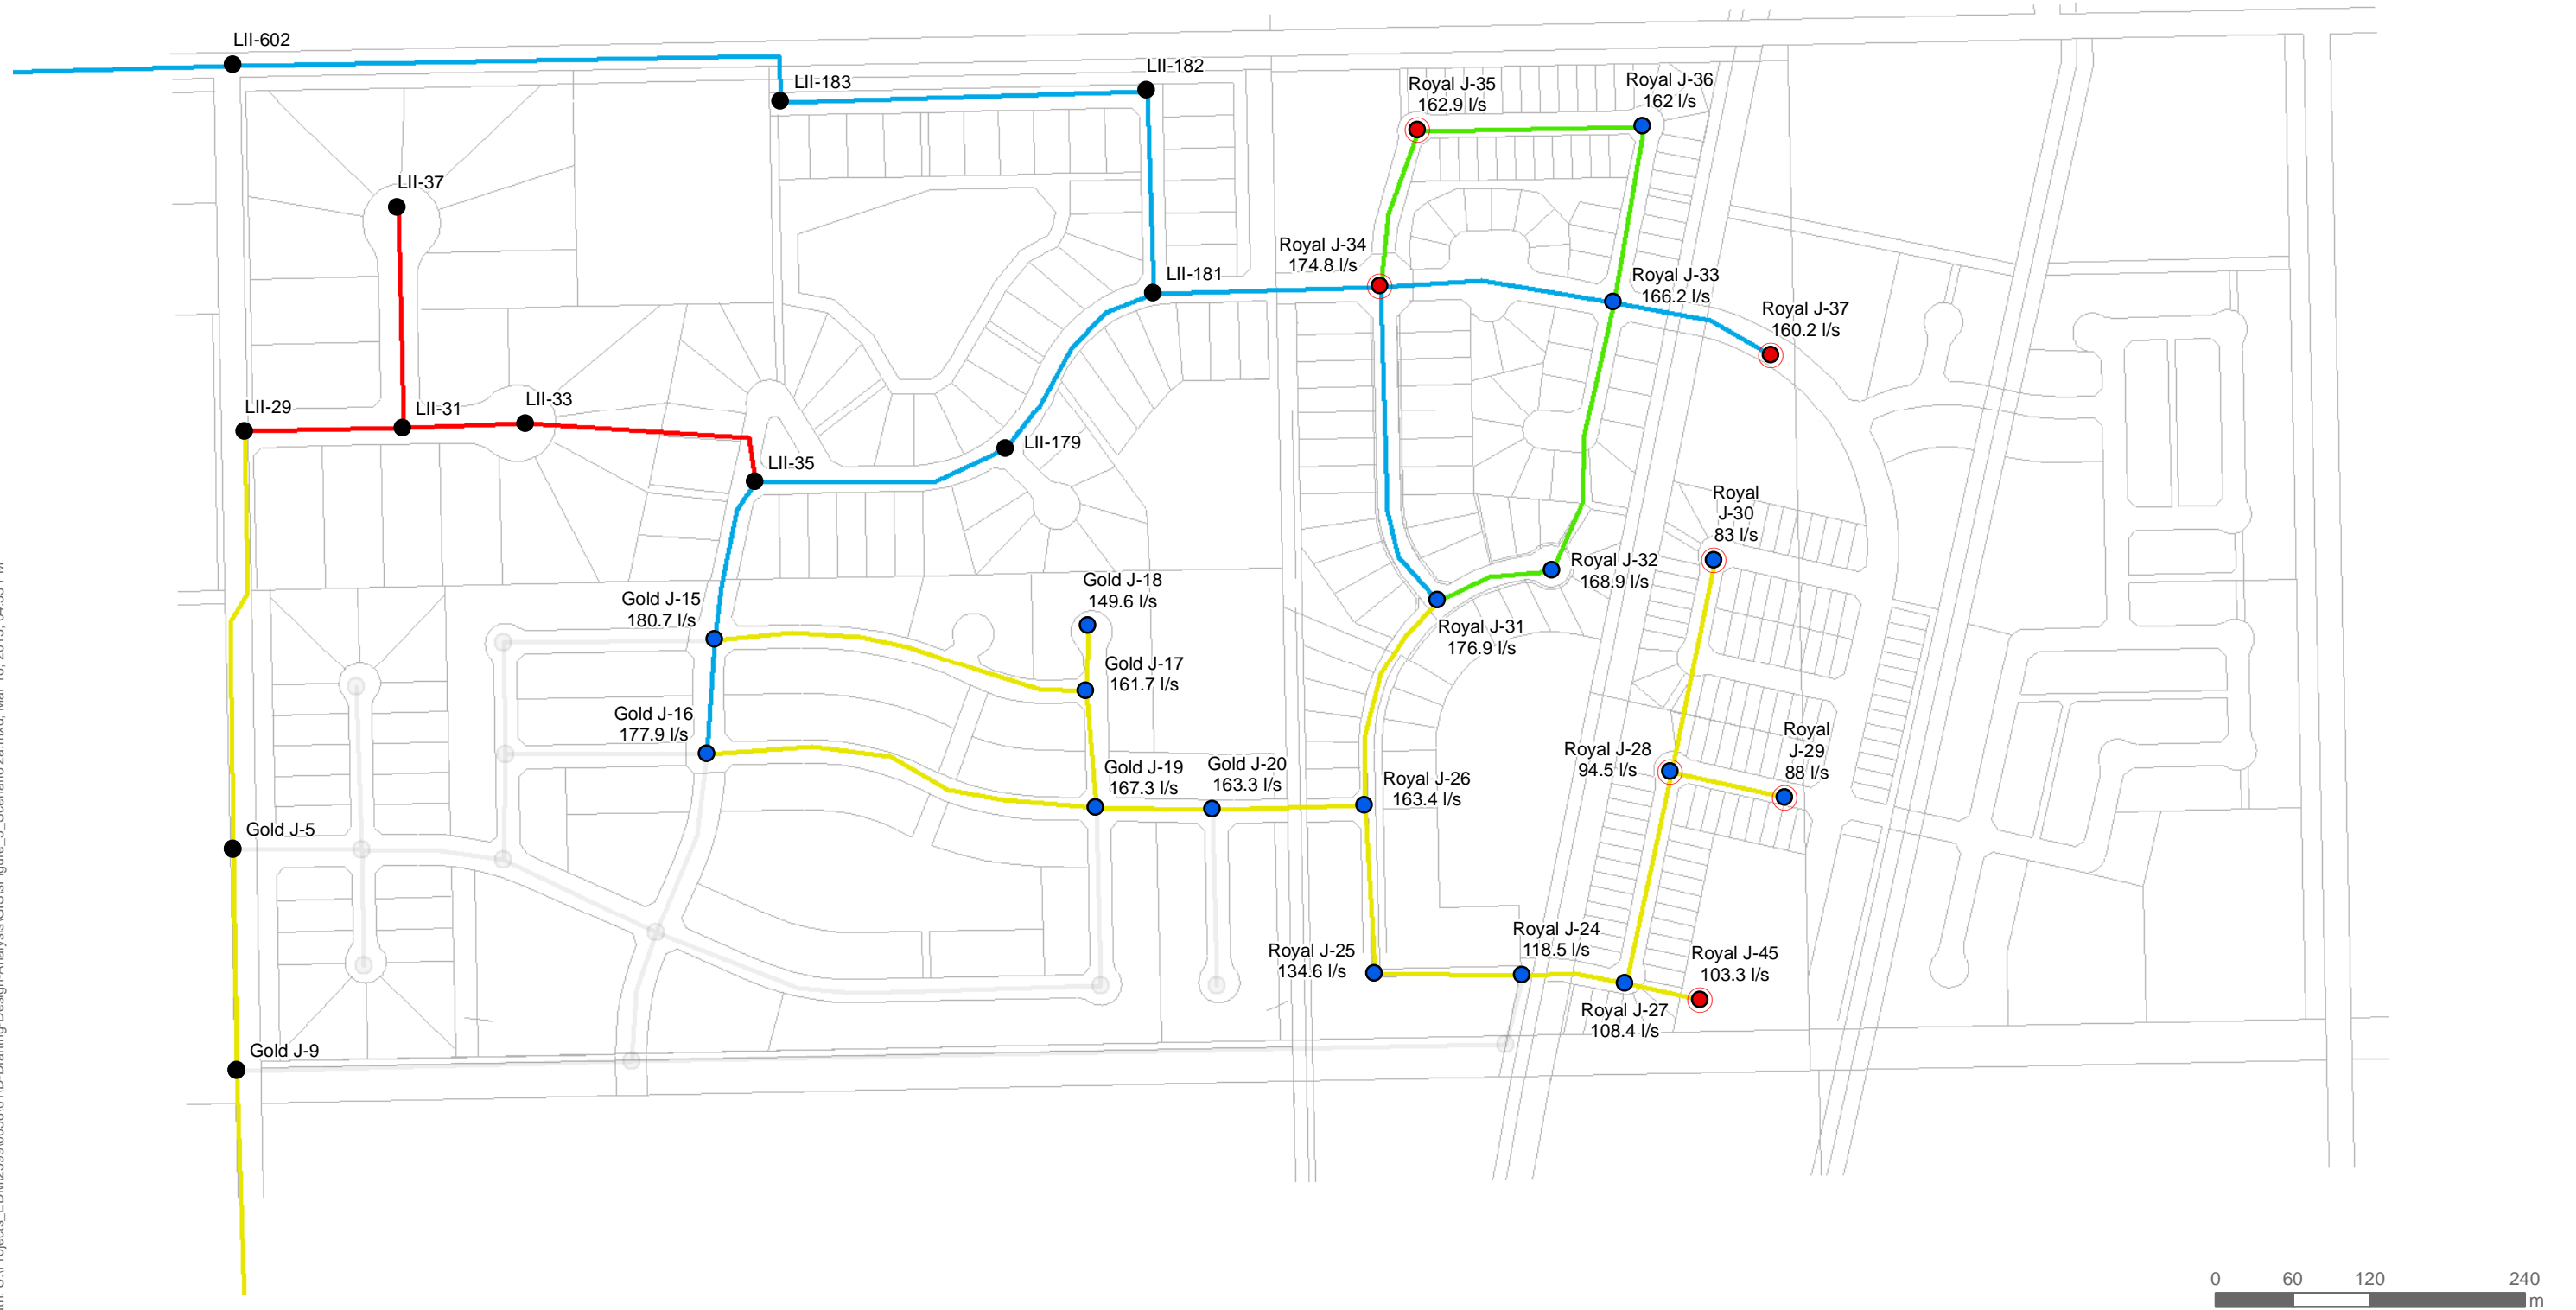 LII-602
LII-183
LII-182
Royal J-35
162.9 l/s
Royal J-36
162 l/s
LII-37
Royal J-34
174.8 l/s
LII-181
Royal J-33
166.2 l/s
Royal J-37
160.2 l/s
LII-29
LII-31
LII-33
LII-179
LII-35
Royal
J-30
83 l/s
Royal J-32
168.9 l/s
Gold J-18
149.6 l/s
Gold J-15
180.7 l/s
Royal J-31
176.9 l/s
Gold J-17
161.7 l/s
Gold J-16
177.9 l/s
Royal
J-29
88 l/s
Royal J-28
94.5 l/s
Gold J-19
167.3 l/s
Gold J-20
163.3 l/s
Royal J-26
163.4 l/s
Gold J-5
Royal J-24
118.5 l/s
Royal J-25
134.6 l/s
Royal J-45
103.3 l/s
Royal J-27
108.4 l/s
Gold J-9
0 60 120 240
m